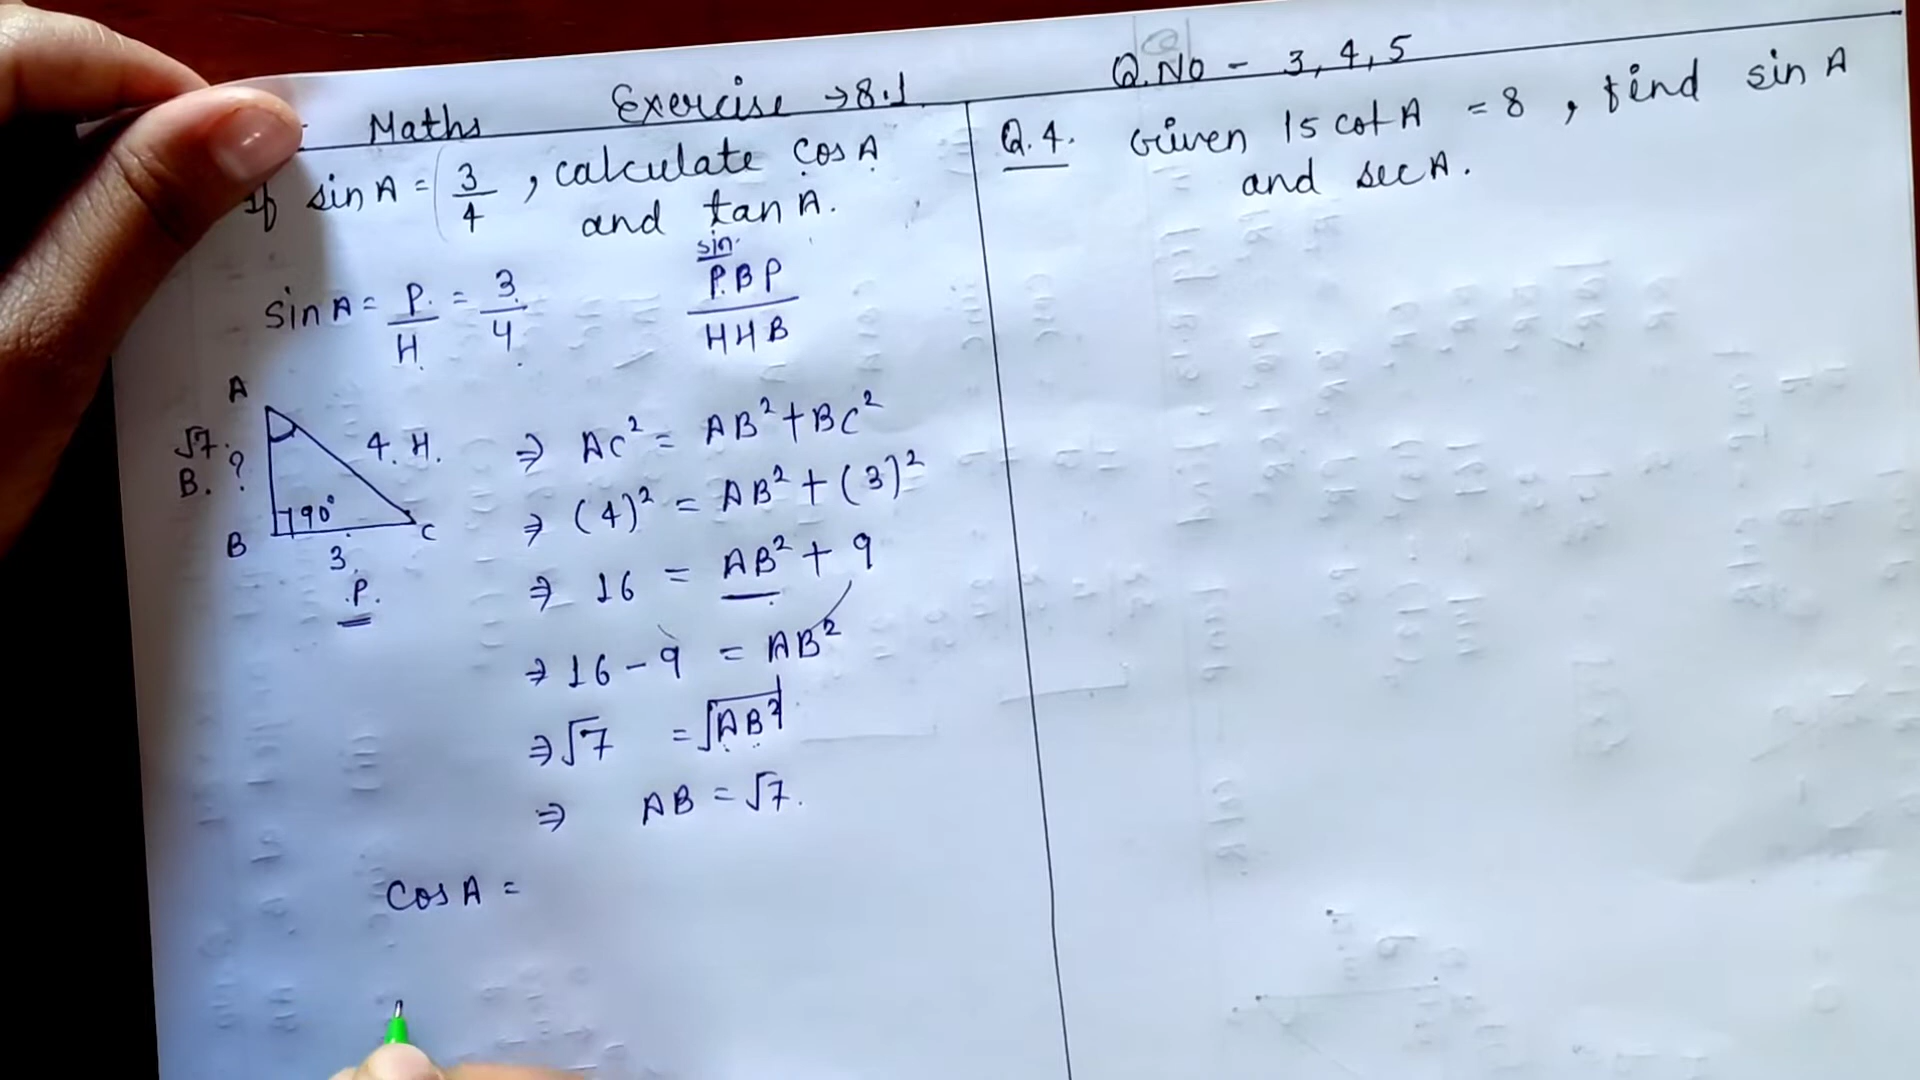 Maths Exercise →8.1 Q.No - 3, 4, 5
If sin A = 3/4 , calculate cos A
and tan A.
sin A = P/H = 3/4
sin
P.BP
HHB
A
√7.
B. ?
4. H.
90°
B
C
3.
.P.
⇒ AC² = AB² + BC²
⇒ (4)² = AB² + (3)²
⇒ 16 = AB² + 9
⇒ 16 - 9 = AB²
⇒ √7 = √AB²
⇒ AB = √7.
Cos A =
Q.4. Given 15 cot A = 8 , find sin A
and sec A.